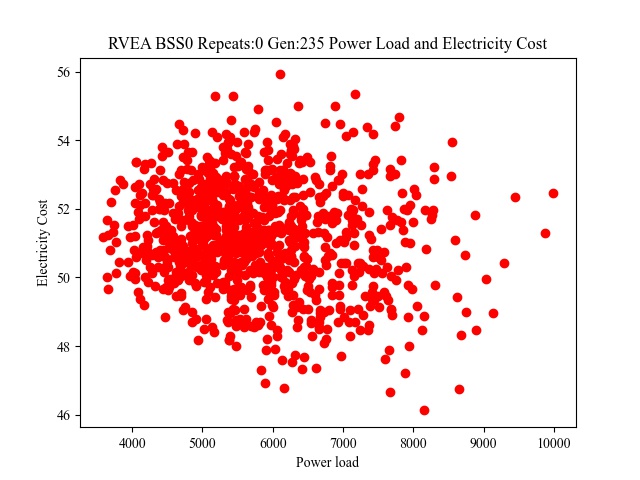 RVEA BSS0 Repeats:0 Gen:235 Power Load and Electricity Cost
56
54
52
50
48
46
Electricity Cost
4000 5000 6000 7000 8000 9000 10000
Power load